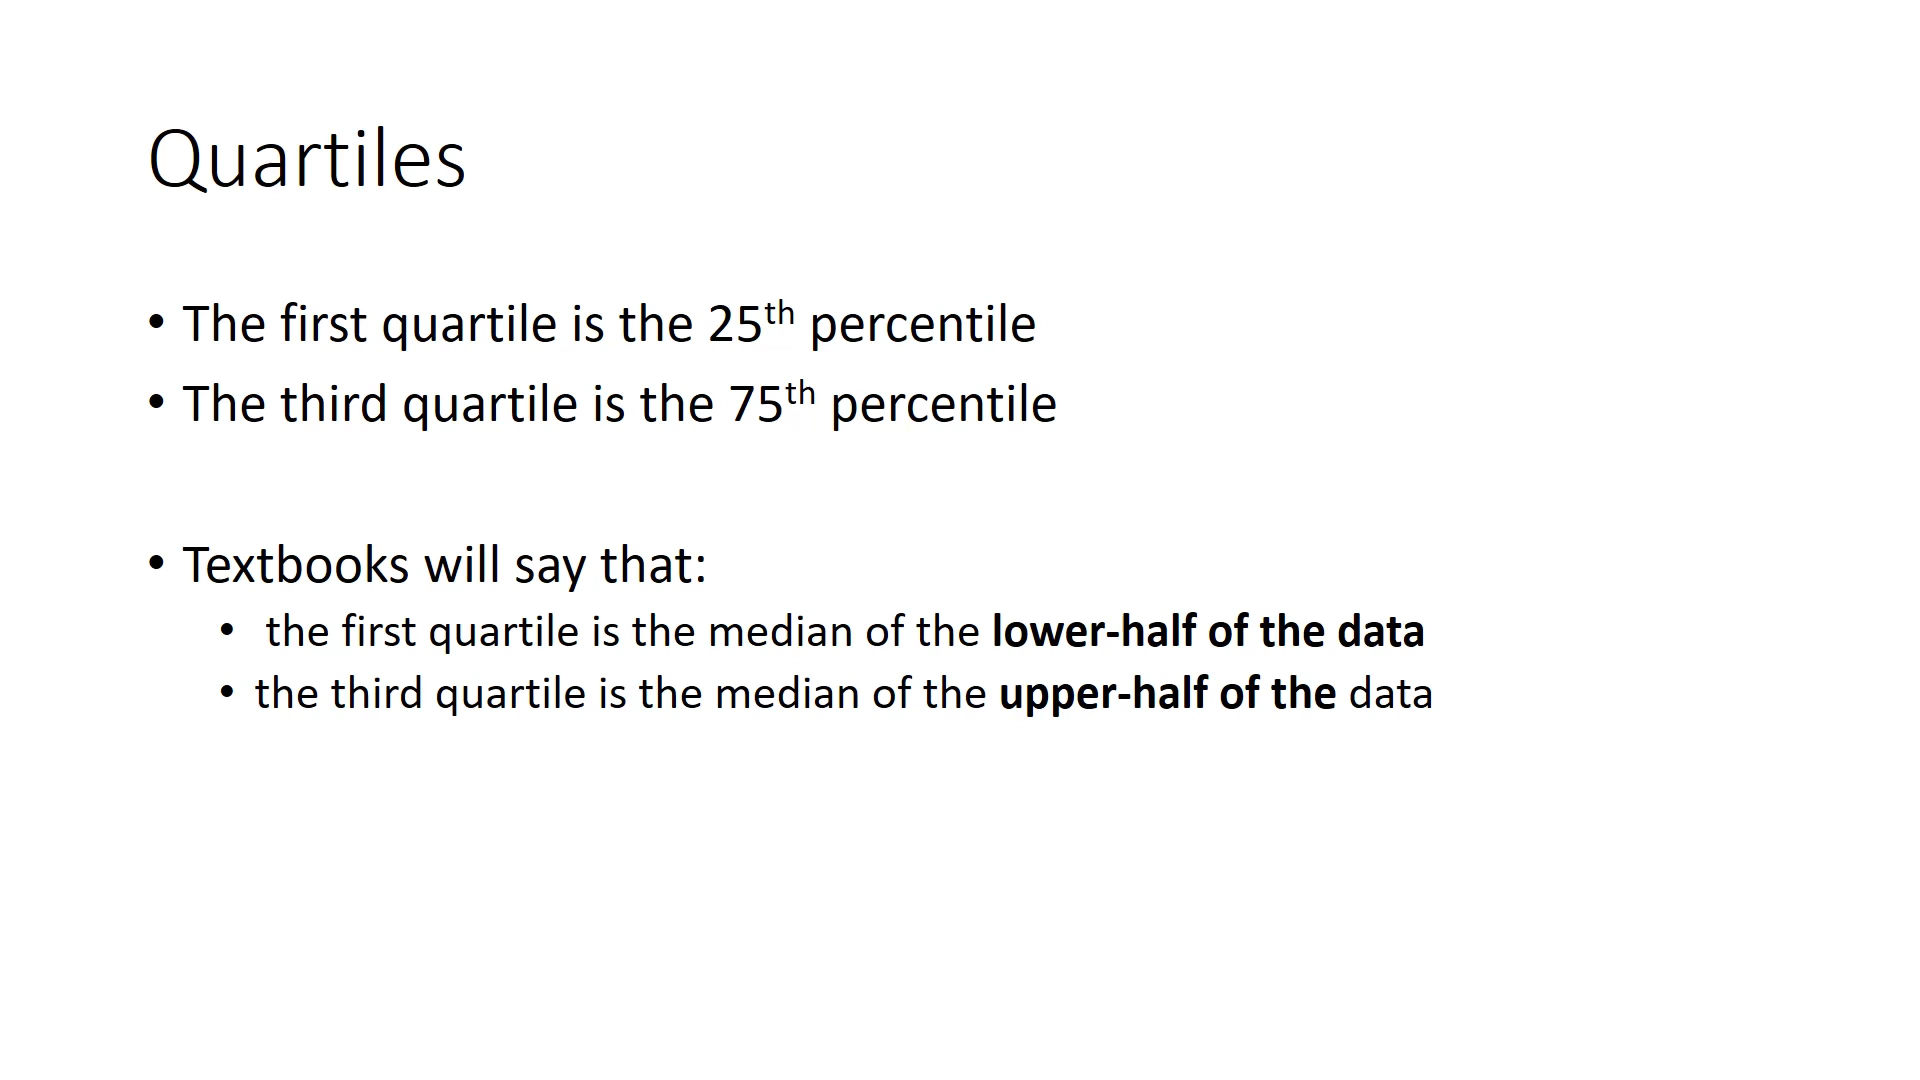 Quartiles
• The first quartile is the 25th percentile
• The third quartile is the 75th percentile
• Textbooks will say that:
• the first quartile is the median of the lower-half of the data
• the third quartile is the median of the upper-half of the data